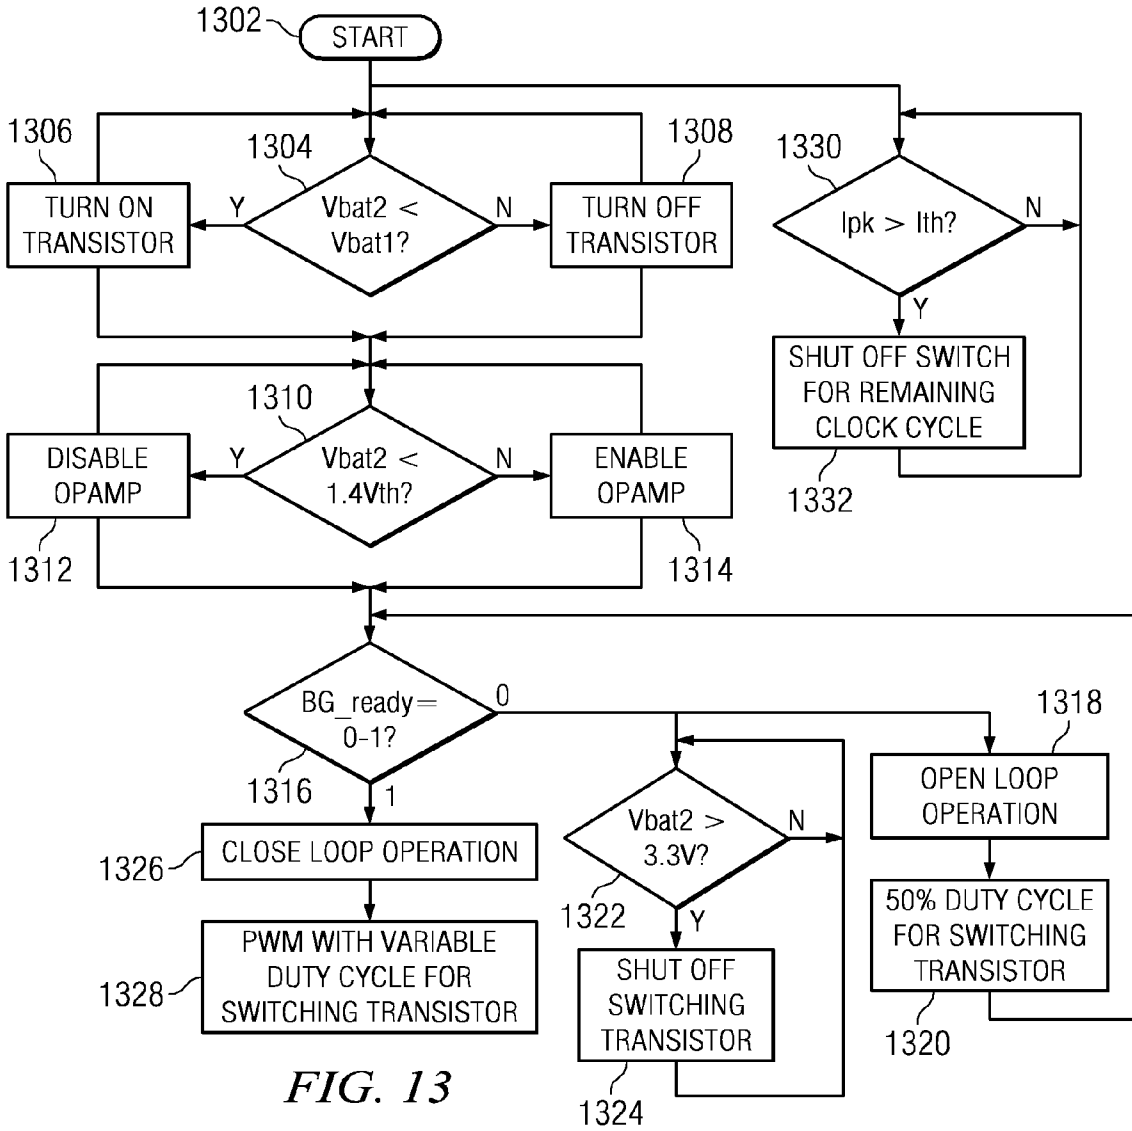 1302
START
1306
TURN ON
TRANSISTOR
Y
1304
Vbat2 <
Vbat1?
N
1308
TURN OFF
TRANSISTOR
1330
Ipk > Ith?
N
Y
SHUT OFF SWITCH
FOR REMAINING
CLOCK CYCLE
1332
DISABLE
OPAMP
1312
Y
1310
Vbat2 <
1.4Vth?
N
ENABLE
OPAMP
1314
BG_ready=
0-1?
0
1316
1
CLOSE LOOP OPERATION
1326
PWM WITH VARIABLE
DUTY CYCLE FOR
SWITCHING TRANSISTOR
1328
Vbat2 >
3.3V?
N
1322
Y
SHUT OFF
SWITCHING
TRANSISTOR
1324
1318
OPEN LOOP
OPERATION
50% DUTY CYCLE
FOR SWITCHING
TRANSISTOR
1320
FIG. 13